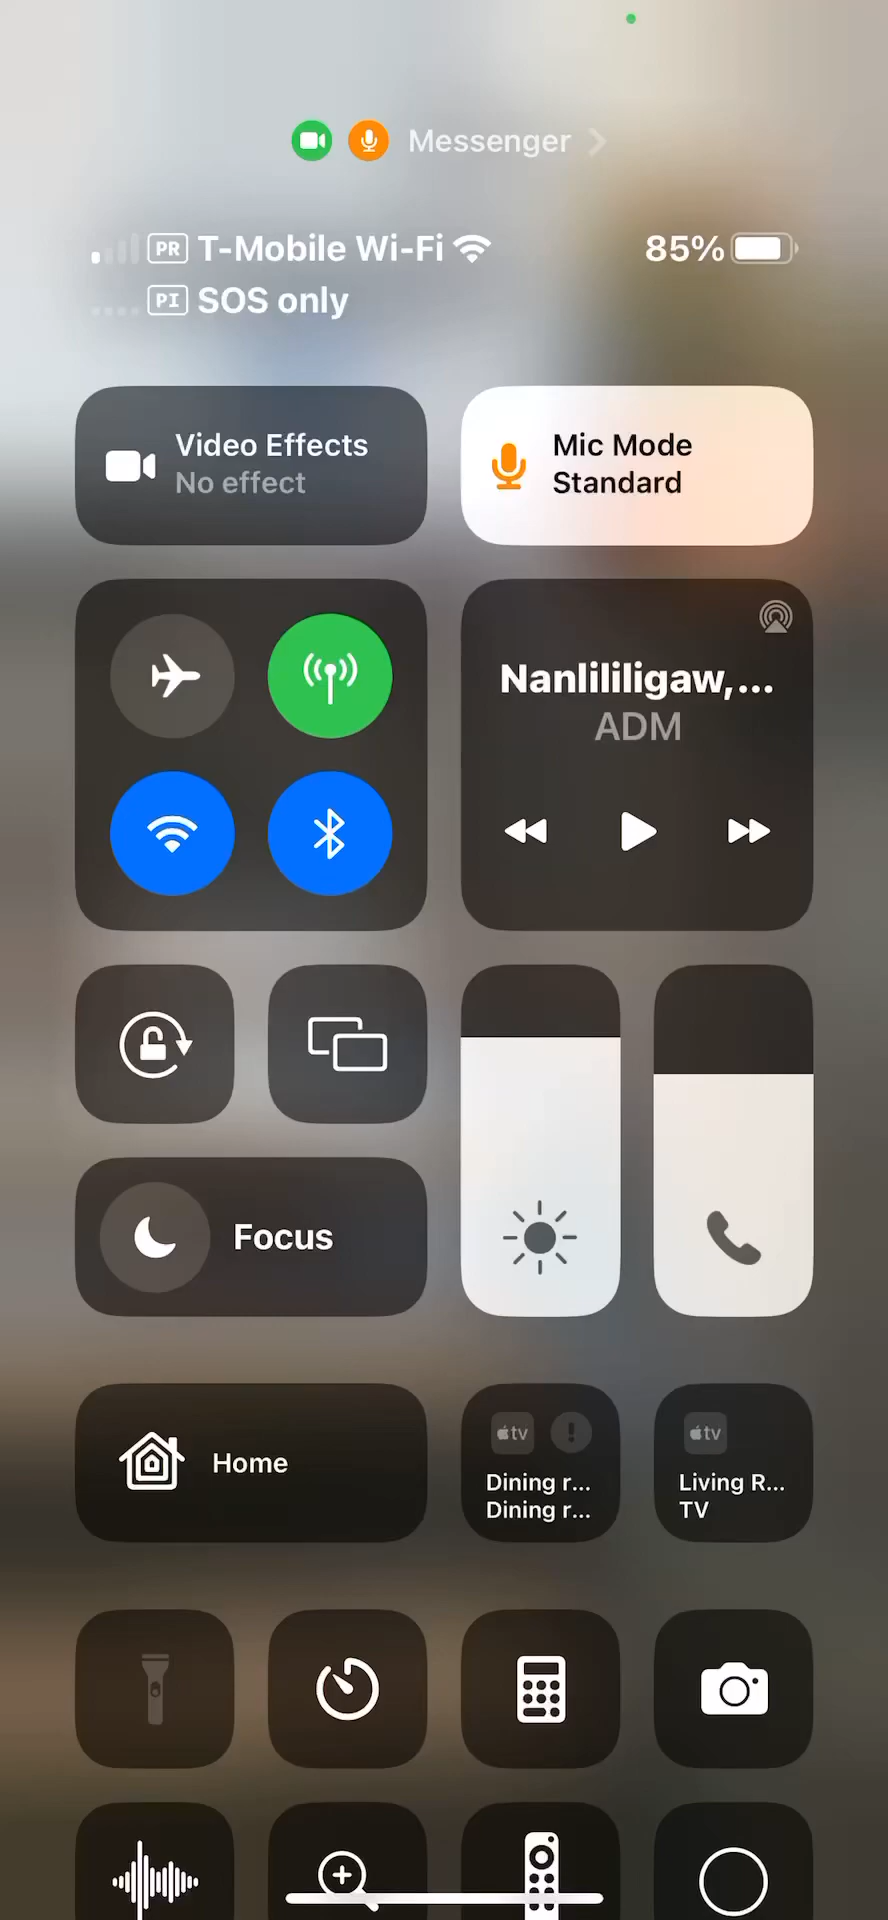 Messenger
PR T-Mobile Wi-Fi 85%
PI SOS only
Video Effects
No effect
Mic Mode
Standard
Nanlililigaw,...
ADM
Focus
Home
tv
Dining r...
Dining r...
tv
Living R...
TV